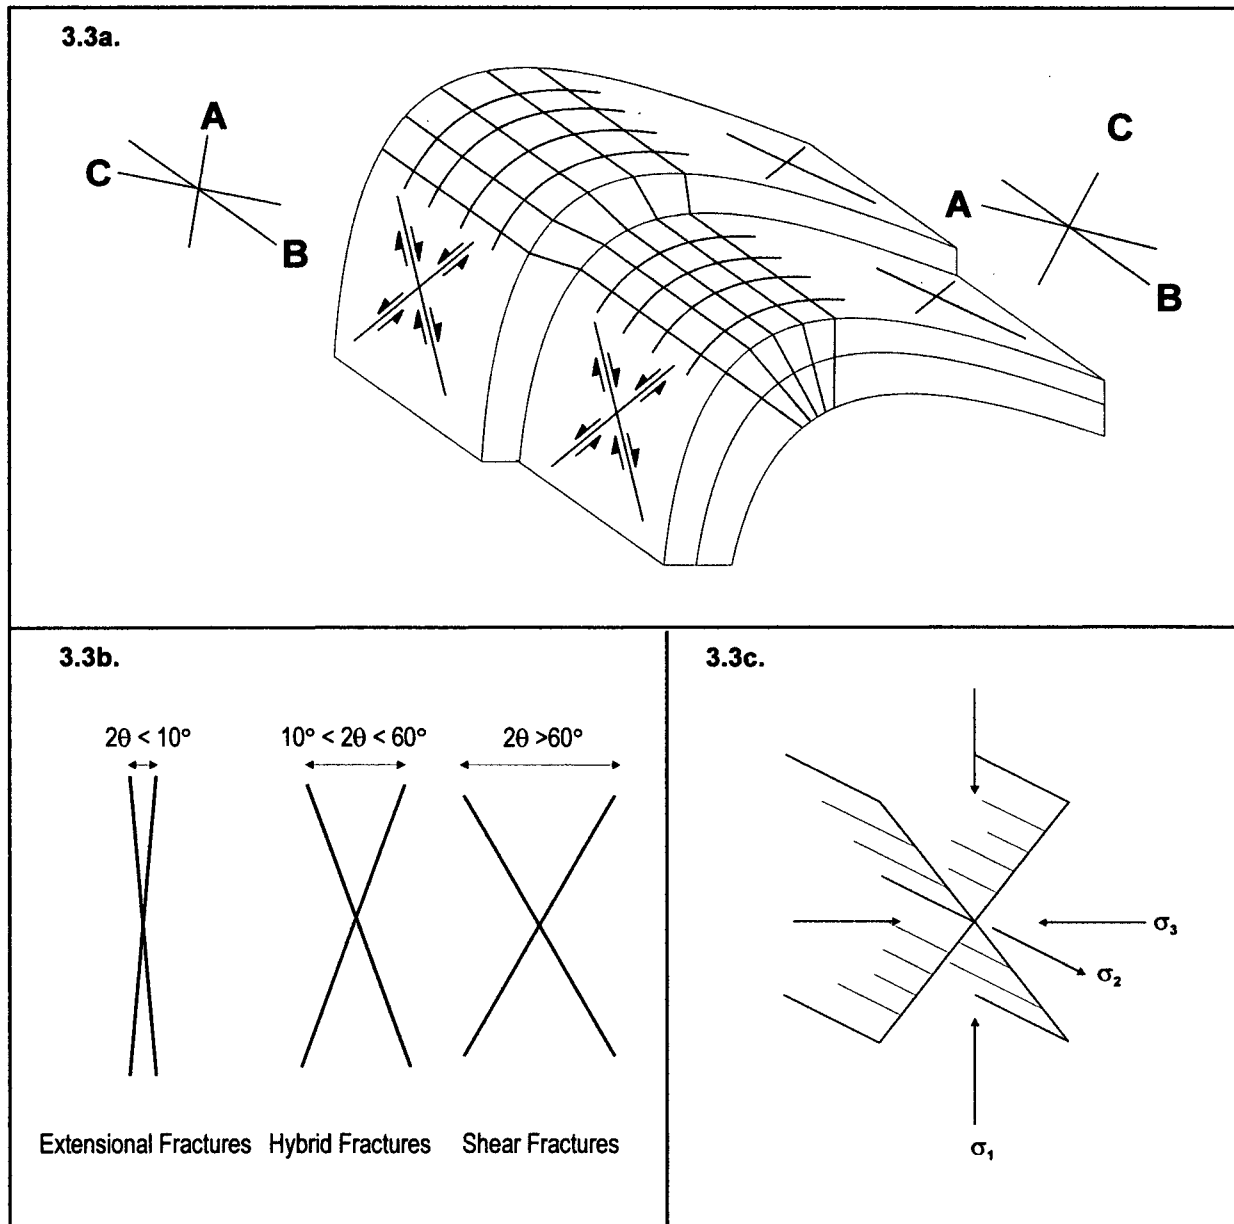 3.3a.
A
C
B
C
A
B
3.3b.
2θ < 10°
10° < 2θ < 60°
2θ >60°
Extensional Fractures
Hybrid Fractures
Shear Fractures
3.3c.
σ₃
σ₂
σ₁